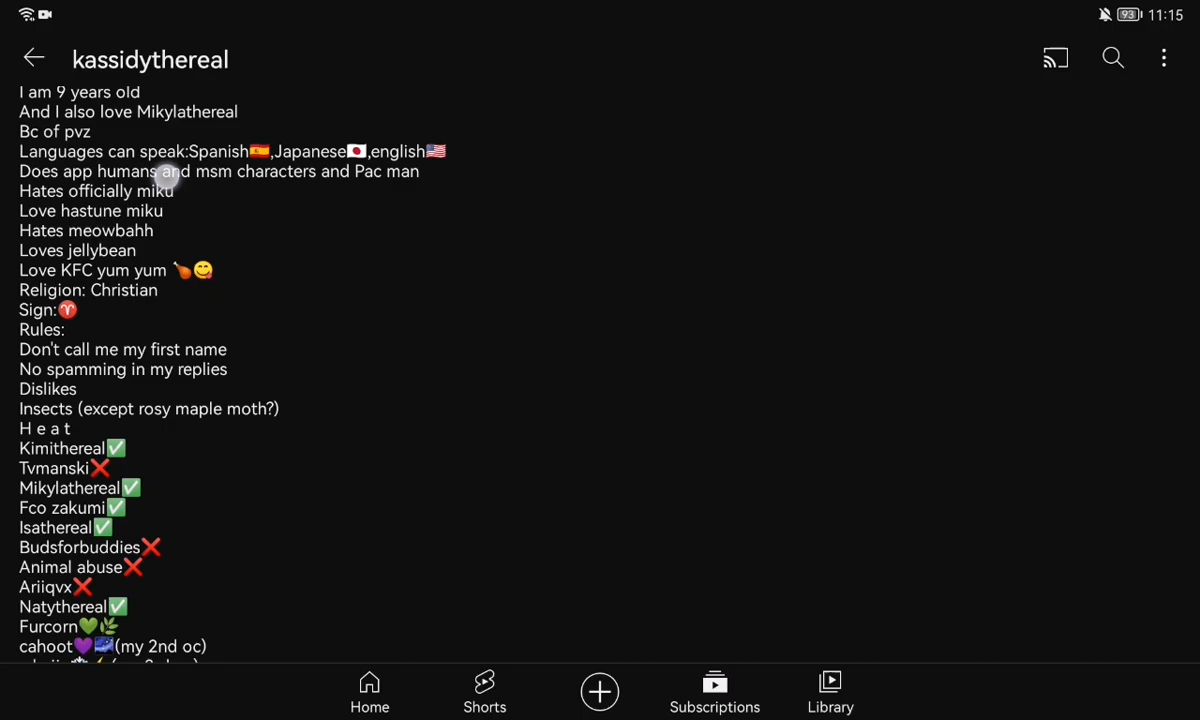 93 11:15
kassidythereal
I am 9 years old
And I also love Mikylathereal
Bc of pvz
Languages can speak:Spanish🇪🇸,Japanese🇯🇵,english🇺🇸
Does app humans and msm characters and Pac man
Hates officially miku
Love hastune miku
Hates meowbahh
Loves jellybean
Love KFC yum yum 🍗😋
Religion: Christian
Sign:♈
Rules:
Don't call me my first name
No spamming in my replies
Dislikes
Insects (except rosy maple moth?)
H e a t
Kimithereal✅
Tvmanski❌
Mikylathereal✅
Fco zakumi✅
Isathereal✅
Budsforbuddies❌
Animal abuse❌
Ariiqvx❌
Natythereal✅
Furcorn💚🌿
cahoot💜🌌(my 2nd oc)
Home Shorts Subscriptions Library